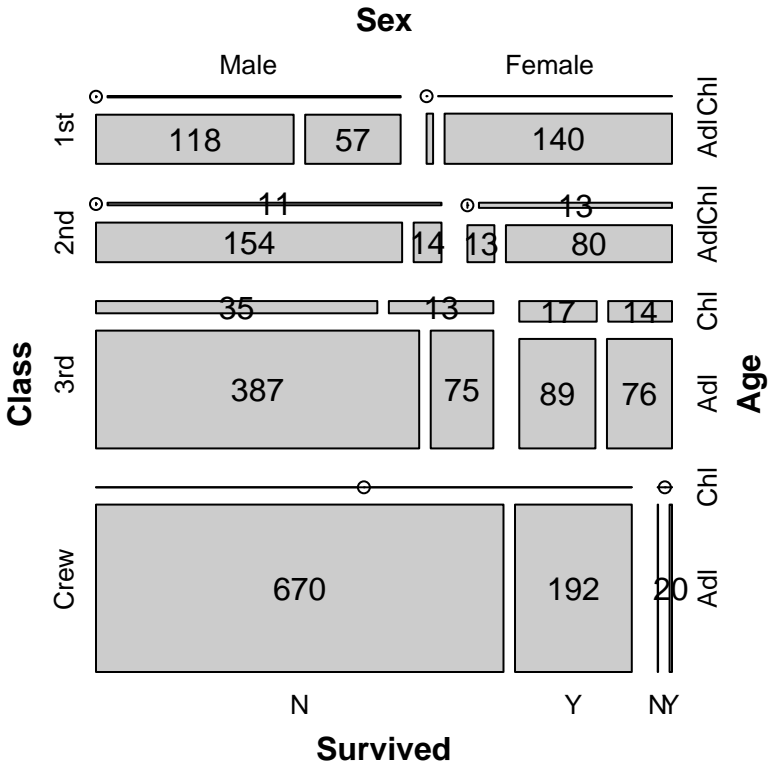 Sex
Male Female
1st Chl
118 57 140 Adl
2nd 11 13 Chl
154 14 13 80 Adl
35 13 17 14 Chl
Class 3rd 387 75 89 76 Adl Age
Chl
Crew 670 192 20 Adl
N Y N Y
Survived